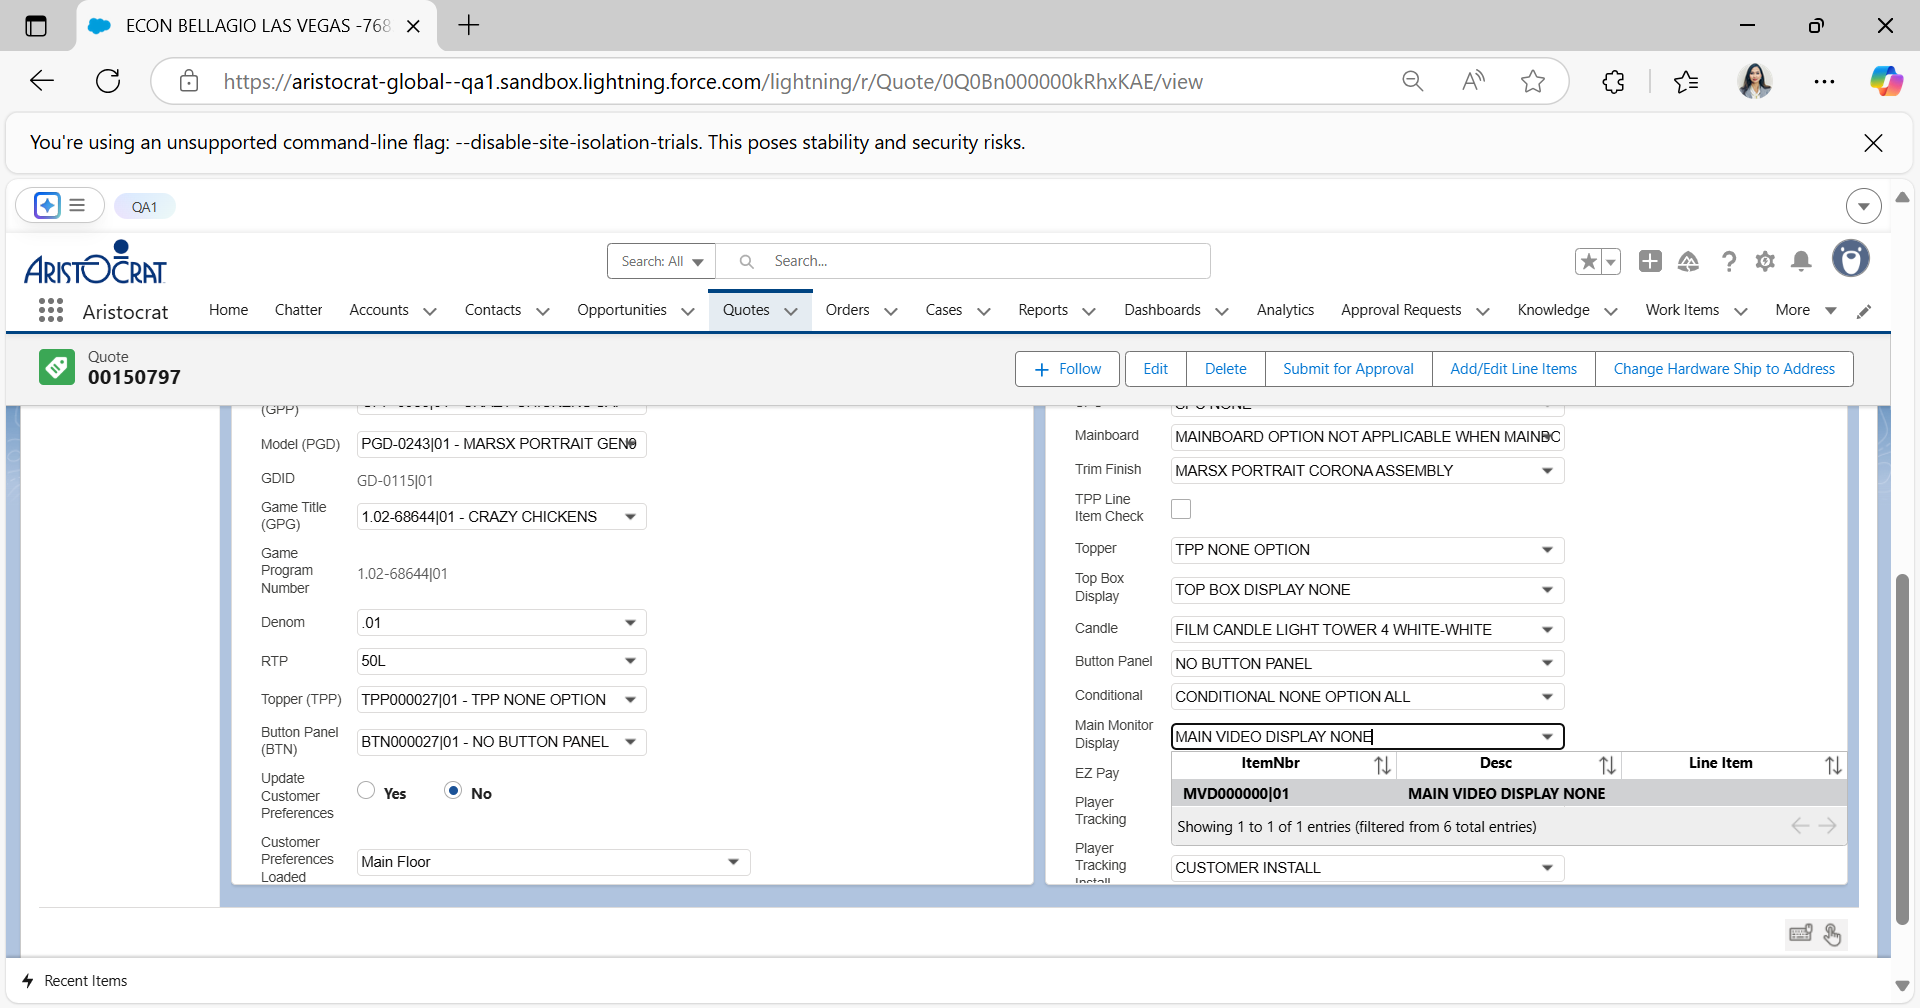 ECON BELLAGIO LAS VEGAS -768
https://aristocrat-global--qa1.sandbox.lightning.force.com/lightning/r/Quote/0Q0Bn000000kRhxKAE/view
You're using an unsupported command-line flag: --disable-site-isolation-trials. This poses stability and security risks.
QA1
ARISTOCRAT
Search: All
Search...
Aristocrat
Home
Chatter
Accounts
Contacts
Opportunities
Quotes
Orders
Cases
Reports
Dashboards
Analytics
Approval Requests
Knowledge
Work Items
More
Quote
00150797
Follow
Edit
Delete
Submit for Approval
Add/Edit Line Items
Change Hardware Ship to Address
(GPP)
Model (PGD)
PGD-0243|01 - MARSX PORTRAIT GEN9
GDID
GD-0115|01
Game Title
(GPG)
1.02-68644|01 - CRAZY CHICKENS
Game
Program
Number
1.02-68644|01
Denom
.01
RTP
50L
Topper (TPP)
TPP000027|01 - TPP NONE OPTION
Button Panel
(BTN)
BTN000027|01 - NO BUTTON PANEL
Update
Customer
Preferences
Yes
No
Customer
Preferences
Loaded
Main Floor
Mainboard
MAINBOARD OPTION NOT APPLICABLE WHEN MAINBC
Trim Finish
MARSX PORTRAIT CORONA ASSEMBLY
TPP Line
Item Check
Topper
TPP NONE OPTION
Top Box
Display
TOP BOX DISPLAY NONE
Candle
FILM CANDLE LIGHT TOWER 4 WHITE-WHITE
Button Panel
NO BUTTON PANEL
Conditional
CONDITIONAL NONE OPTION ALL
Main Monitor
Display
MAIN VIDEO DISPLAY NONE
ItemNbr
Desc
Line Item
MVD000000|01
MAIN VIDEO DISPLAY NONE
Showing 1 to 1 of 1 entries (filtered from 6 total entries)
EZ Pay
Player
Tracking
Player
Tracking
Install
CUSTOMER INSTALL
Recent Items